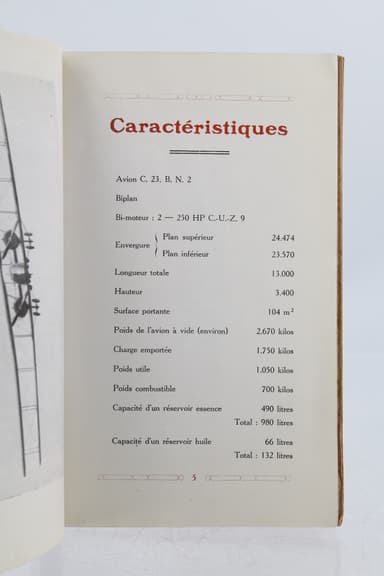 Caractéristiques
Avion C. 23. B. N. 2
Biplan
Bi-moteur : 2 — 250 HP C.-U.-Z. 9
Envergure { Plan supérieur 24.474
Plan inférieur 23.570
Longueur totale 13.000
Hauteur 3.400
Surface portante 104 m²
Poids de l'avion à vide (environ) 2.670 kilos
Charge emportée 1.750 kilos
Poids utile 1.050 kilos
Poids combustible 700 kilos
Capacité d'un réservoir essence 490 litres
Total : 980 litres
Capacité d'un réservoir huile 66 litres
Total : 132 litres
5